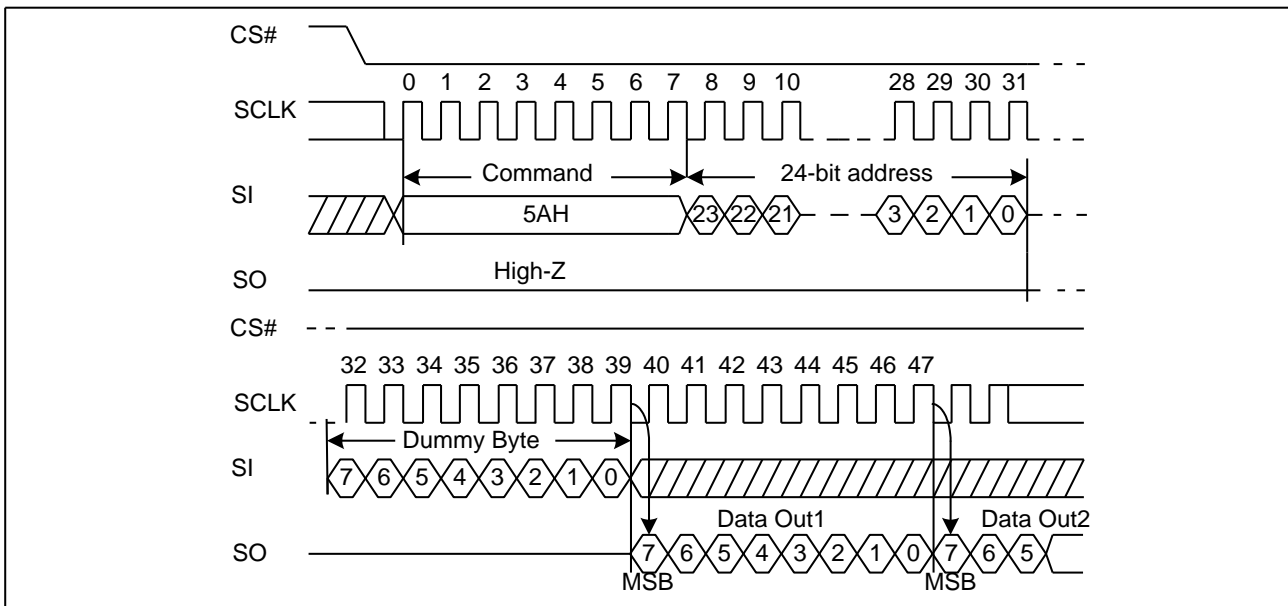 CS#
0 1 2 3 4 5 6 7 8 9 10 28 29 30 31
SCLK
Command 24-bit address
SI
5AH 23 22 21 3 2 1 0
High-Z
SO
CS#
32 33 34 35 36 37 38 39 40 41 42 43 44 45 46 47
SCLK
Dummy Byte
SI
7 6 5 4 3 2 1 0
Data Out1 Data Out2
SO
7 6 5 4 3 2 1 0 7 6 5
MSB MSB